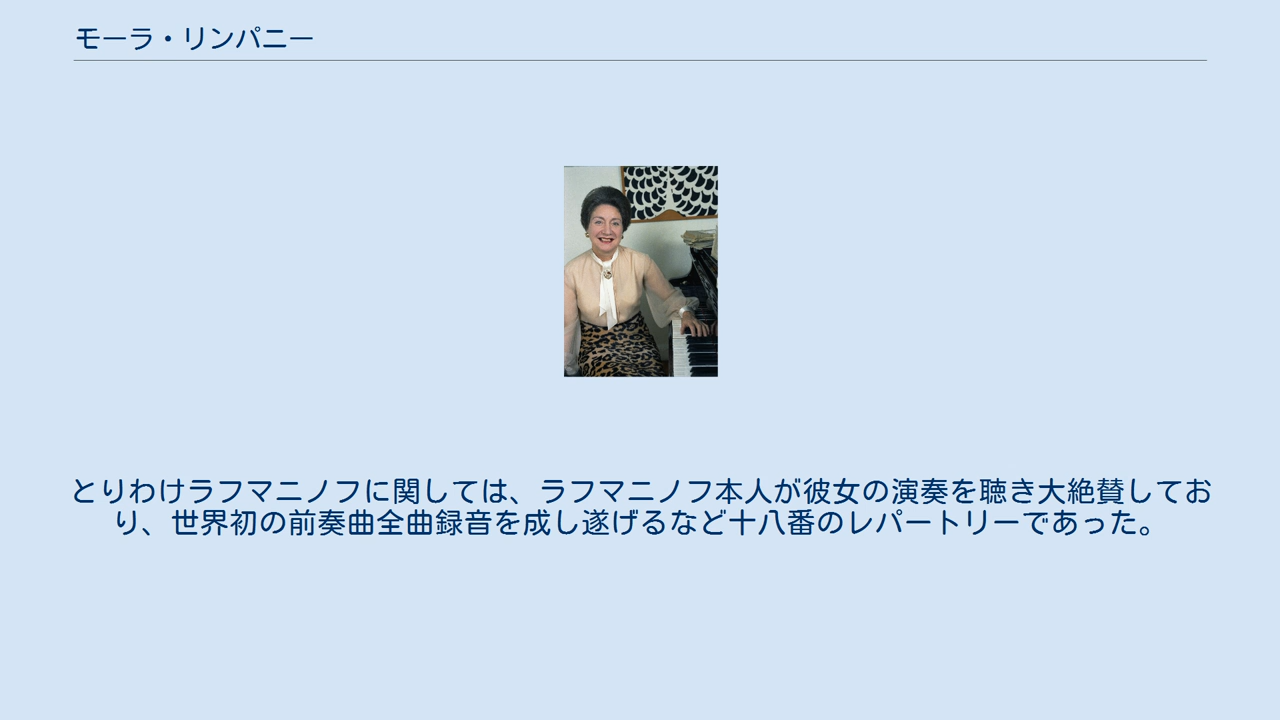 モーラ・リンパニー
とりわけラフマニノフに関しては、ラフマニノフ本人が彼女の演奏を聴き大絶賛してお
り、世界初の前奏曲全曲録音を成し遂げるなど十八番のレパートリーであった。